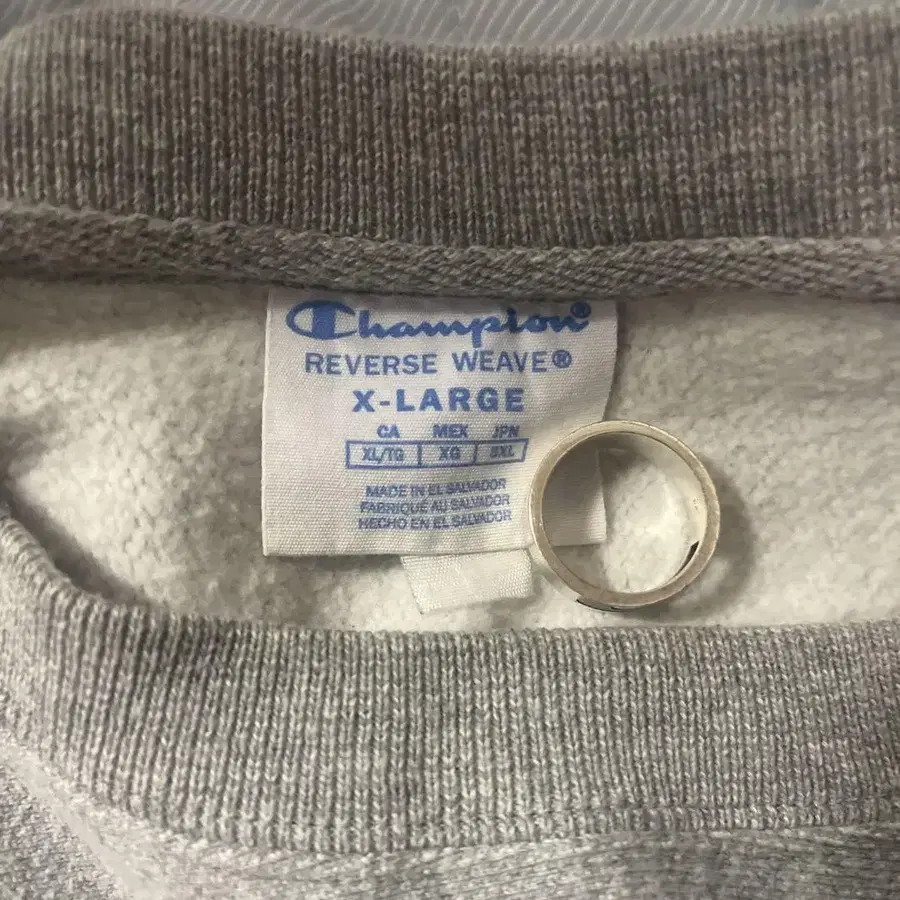 Champion®
REVERSE WEAVE®
X-LARGE
CA MEX JPN
XL/TG XG 3XL
MADE IN EL SALVADOR
FABRIQUÉ AU SALVADOR
HECHO EN EL SALVADOR